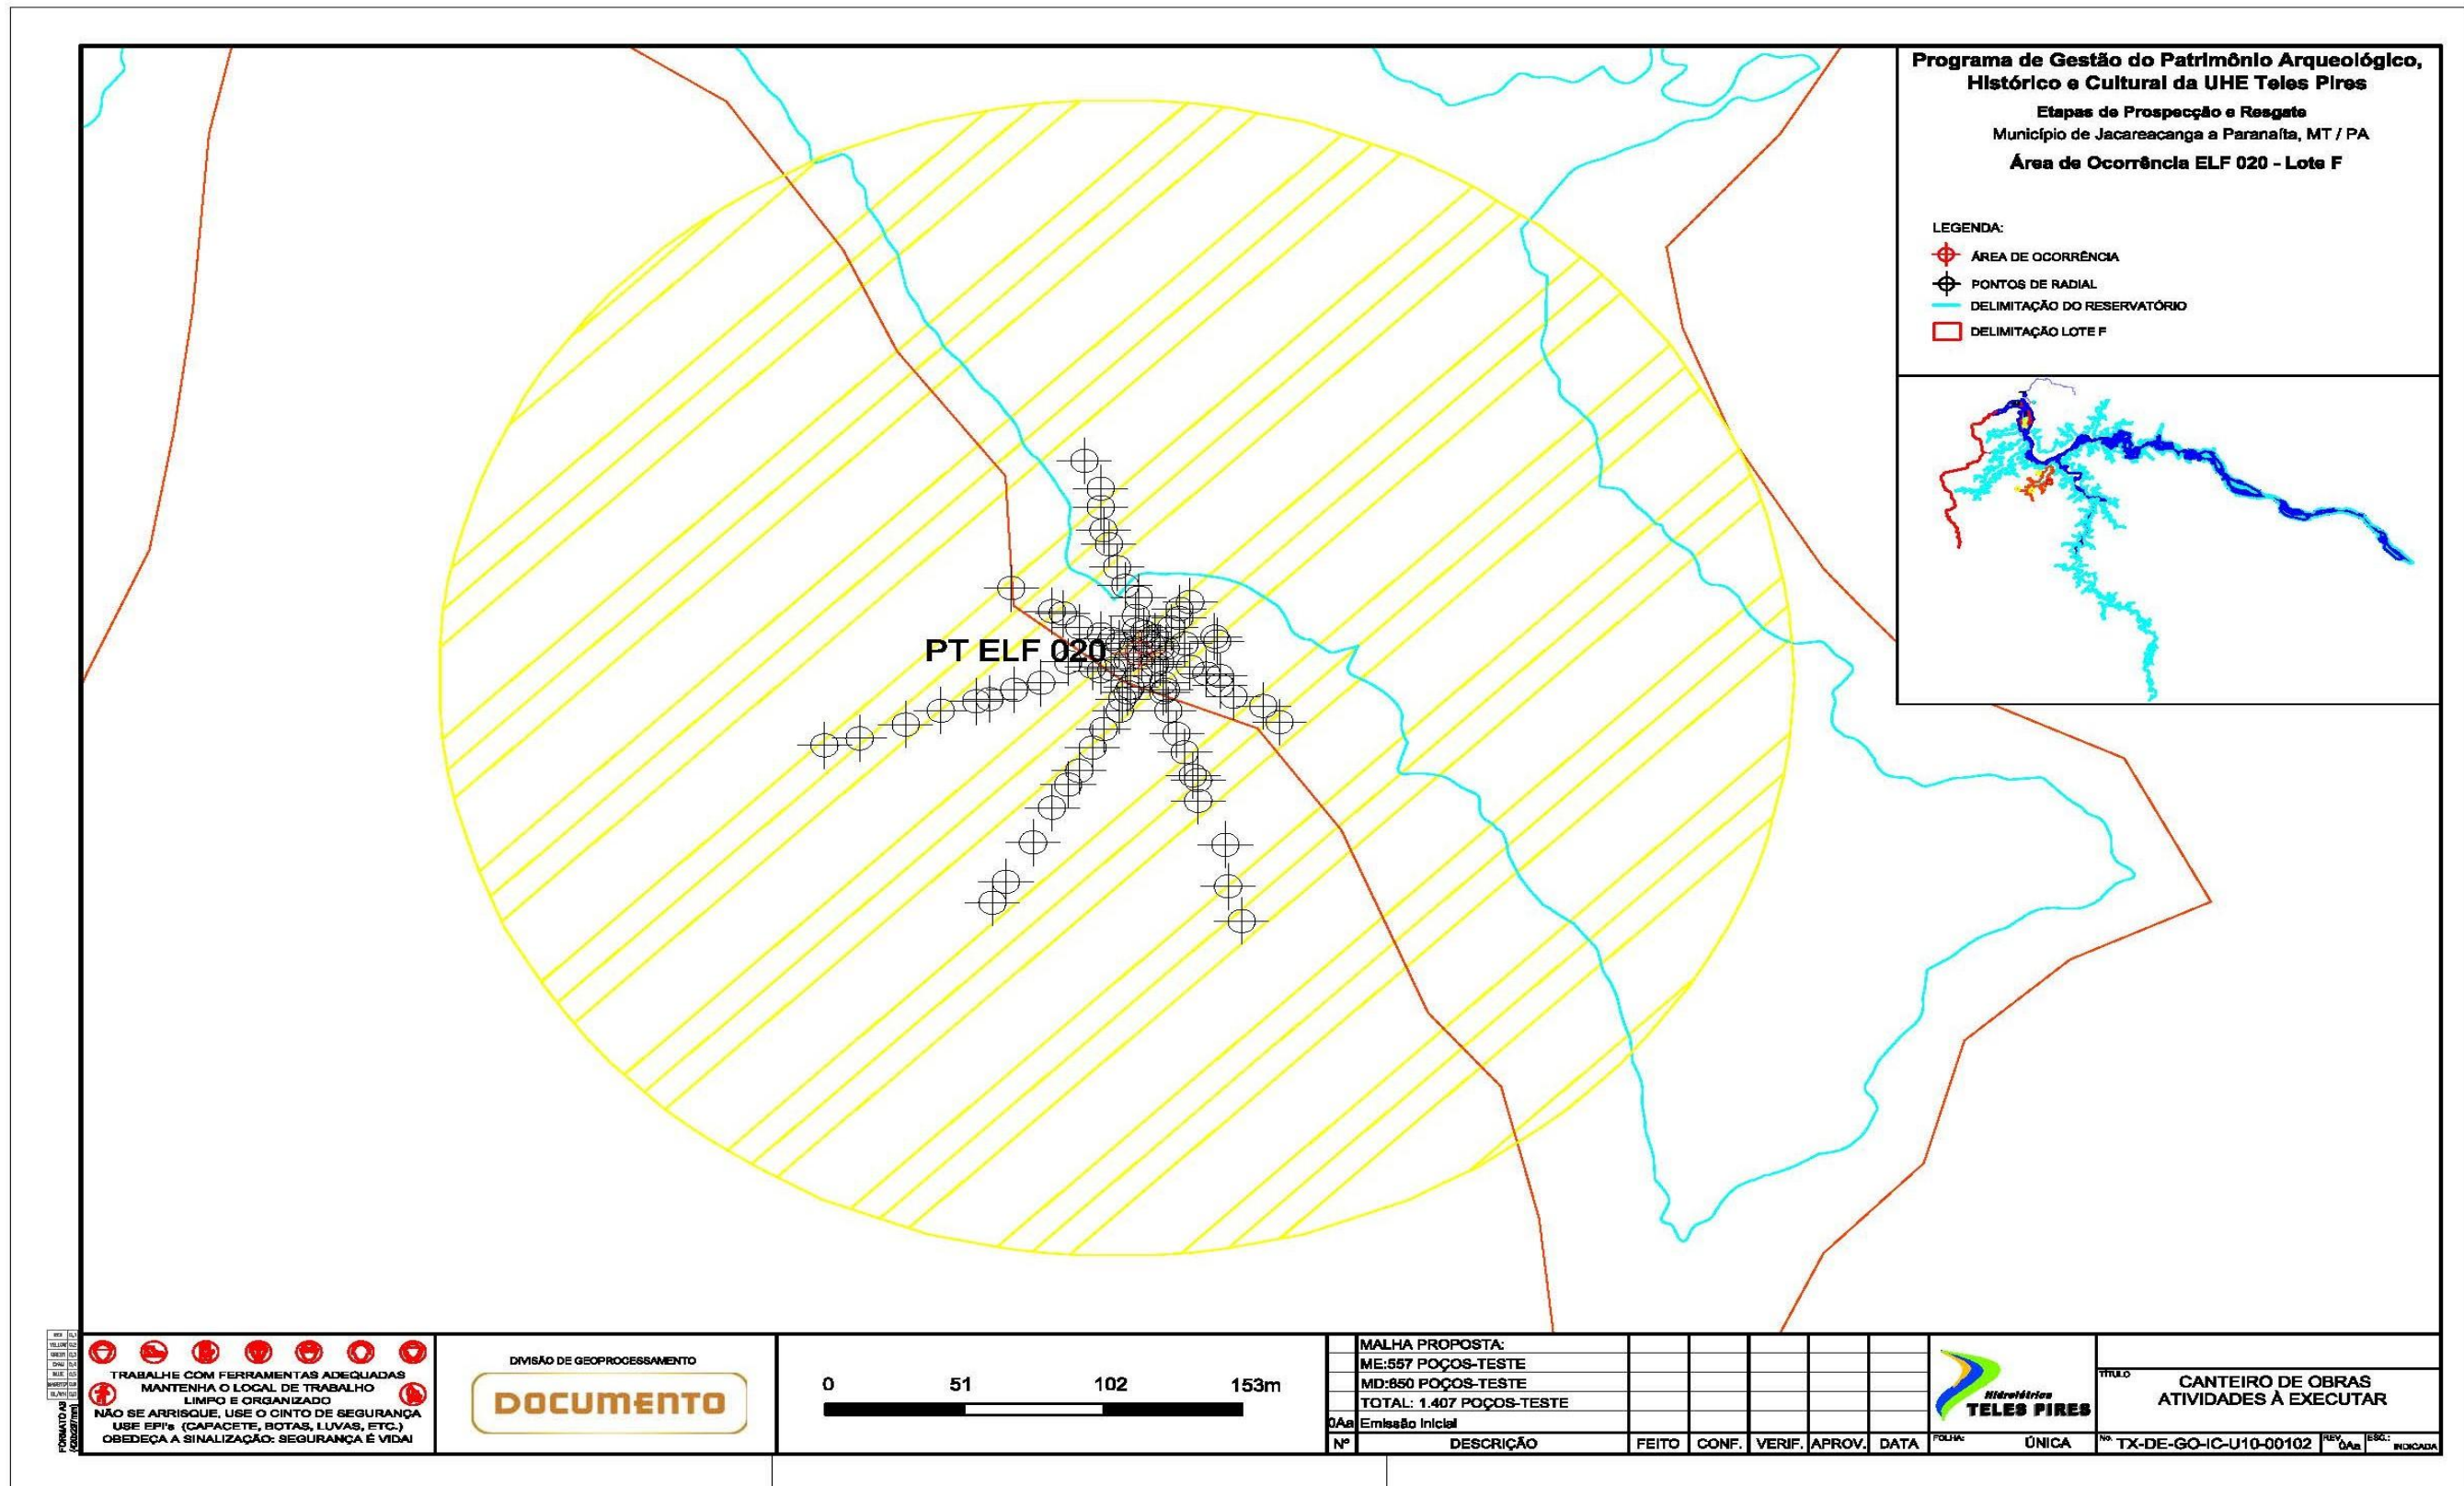 Programa de Gestão do Patrimônio Arqueológico,
Histórico e Cultural da UHE Teles Pires
Etapas de Prospecção e Resgate
Município de Jacareacanga a Paranaíta, MT / PA
Área de Ocorrência ELF 020 - Lote F
LEGENDA:
ÁREA DE OCORRÊNCIA
PONTOS DE RADIAL
DELIMITAÇÃO DO RESERVATÓRIO
DELIMITAÇÃO LOTE F
PT ELF 020
TRABALHE COM FERRAMENTAS ADEQUADAS
MANTENHA O LOCAL DE TRABALHO
LIMPO E ORGANIZADO
NÃO SE ARRISQUE, USE O CINTO DE SEGURANÇA
USE EPI's (CAPACETE, BOTAS, LUVAS, ETC.)
OBEDEÇA A SINALIZAÇÃO: SEGURANÇA É VIDA!
FORMATO A3
DIVISÃO DE GEOPROCESSAMENTO
DOCUMENTO
0 51 102 153m
MALHA PROPOSTA:
ME:557 POÇOS-TESTE
MD:850 POÇOS-TESTE
TOTAL: 1.407 POÇOS-TESTE
0Aa Emissão Inicial
Nº DESCRIÇÃO FEITO CONF. VERIF. APROV. DATA
Hidrelétrica
TELES PIRES
FOLHA: ÚNICA
TÍTULO
CANTEIRO DE OBRAS
ATIVIDADES À EXECUTAR
No. TX-DE-GO-IC-U10-00102 REV. 0Aa ESC.: INDICADA